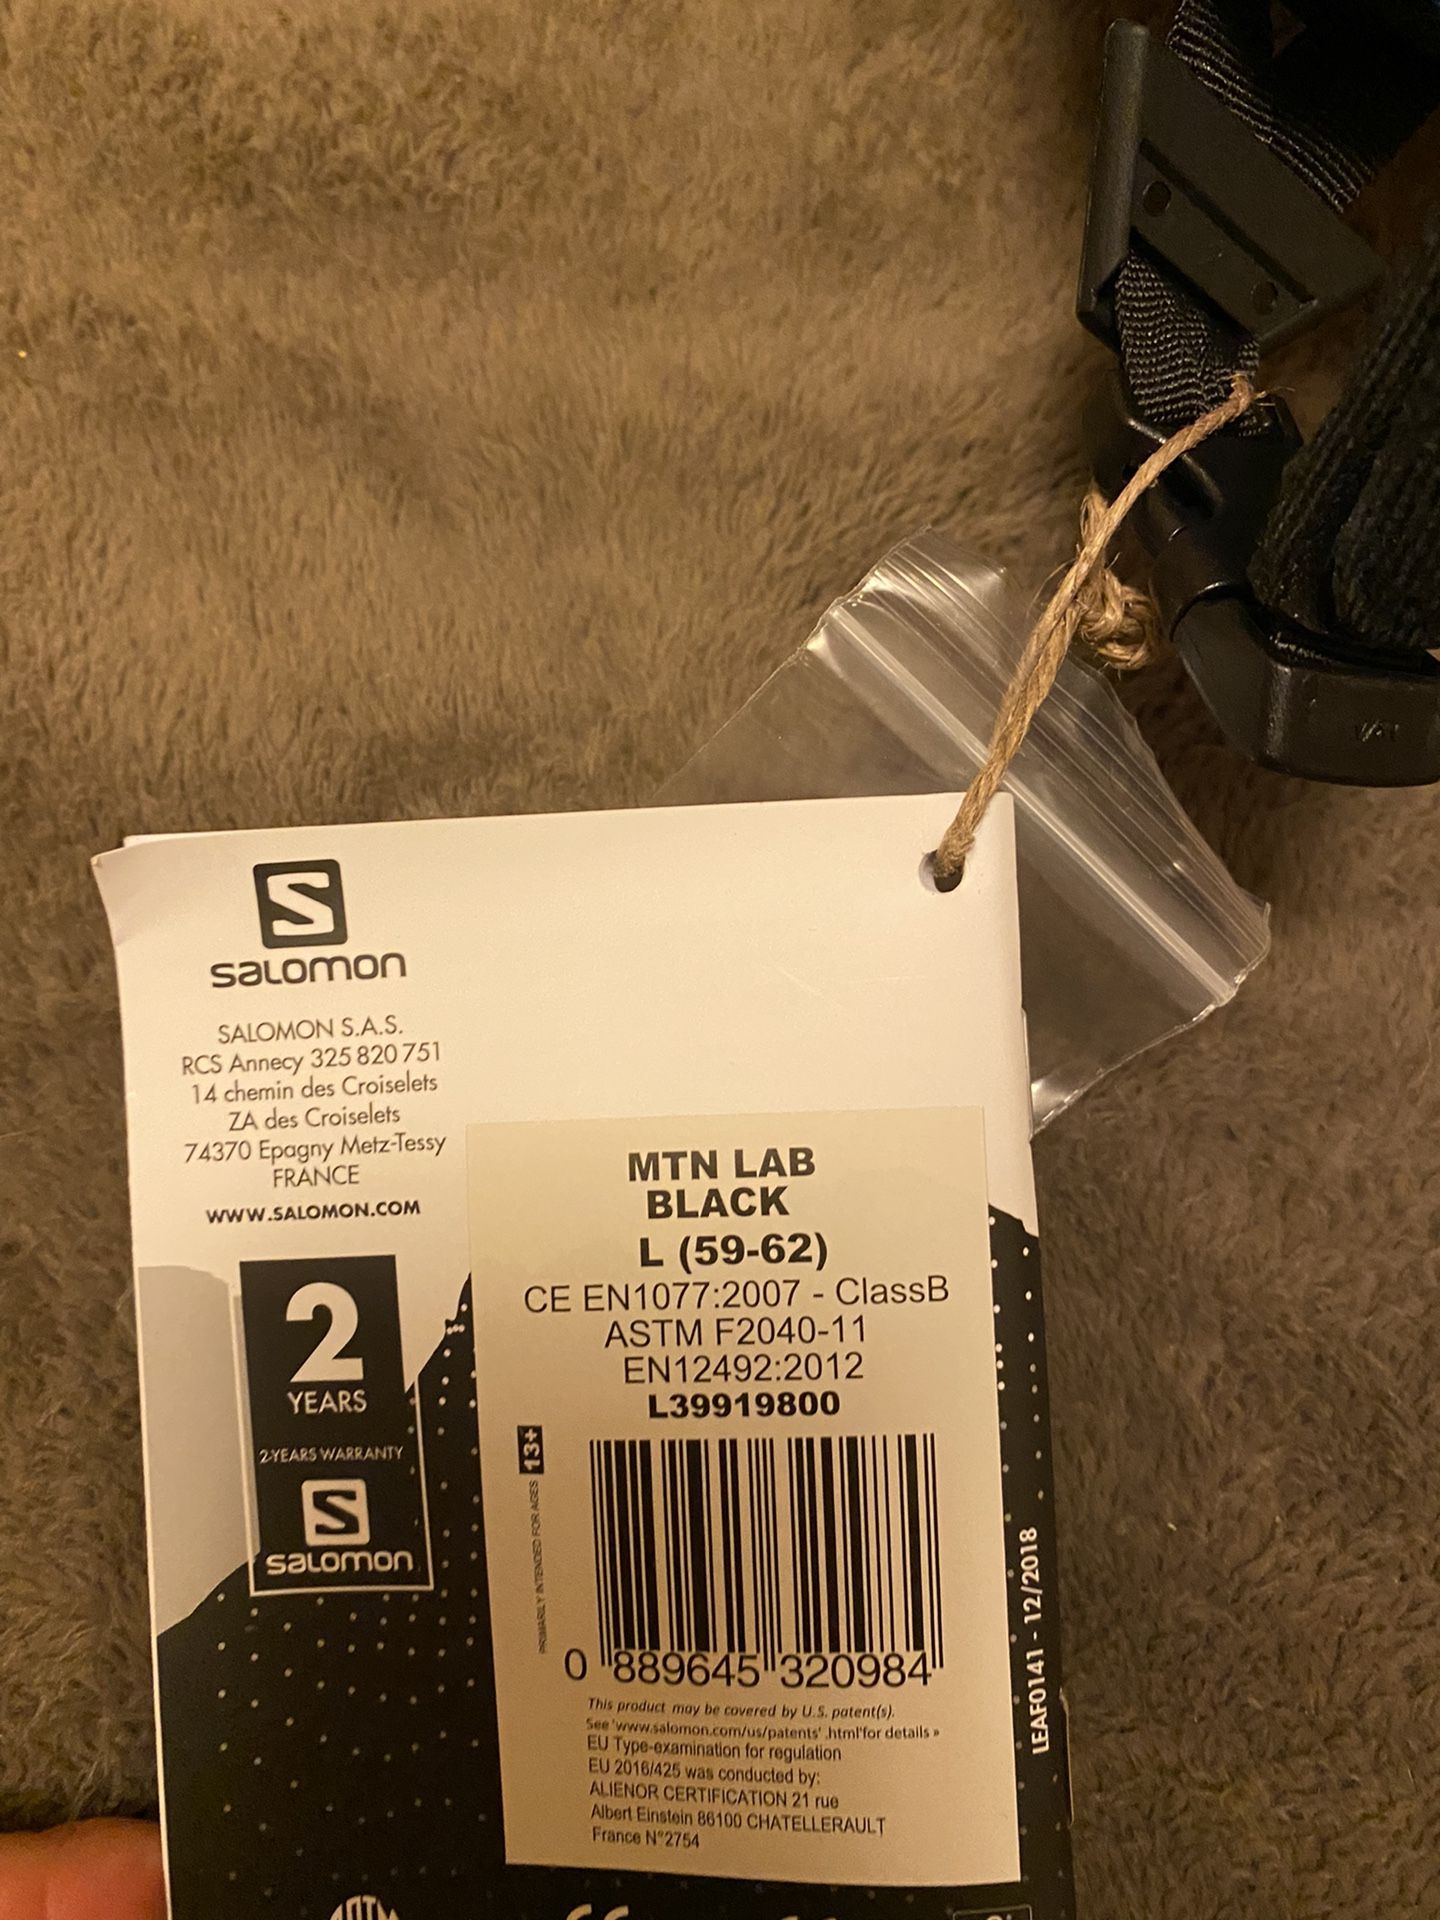 S
salomon
SALOMON S.A.S.
RCS Annecy 325 820 751
14 chemin des Croiselets
ZA des Croiselets
74370 Epagny Metz-Tessy
FRANCE
WWW.SALOMON.COM
2
YEARS
2-YEARS WARRANTY
S
salomon
MTN LAB
BLACK
L (59-62)
CE EN1077:2007 - ClassB
ASTM F2040-11
EN12492:2012
L39919800
PRIMARILY INTENDED FOR AGES 13+
0 889645 320984
This product may be covered by U.S. patent(s).
See 'www.salomon.com/us/patents' .html'for details »
EU Type-examination for regulation
EU 2016/425 was conducted by:
ALIENOR CERTIFICATION 21 rue
Albert Einstein 86100 CHATELLERAULT
France N°2754
LEAF0141 - 12/2018